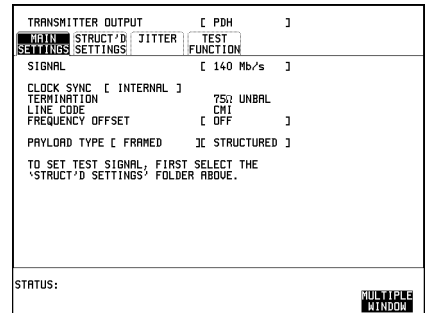 TRANSMITTER OUTPUT [ PDH ]
MAIN SETTINGS STRUCT'D SETTINGS JITTER TEST FUNCTION
SIGNAL [ 140 Mb/s ]
CLOCK SYNC [ INTERNAL ]
TERMINATION 75Ω UNBAL
LINE CODE CMI
FREQUENCY OFFSET [ OFF ]
PAYLOAD TYPE [ FRAMED ][ STRUCTURED ]
TO SET TEST SIGNAL, FIRST SELECT THE
'STRUCT'D SETTINGS' FOLDER ABOVE.
STATUS:
MULTIPLE
WINDOW